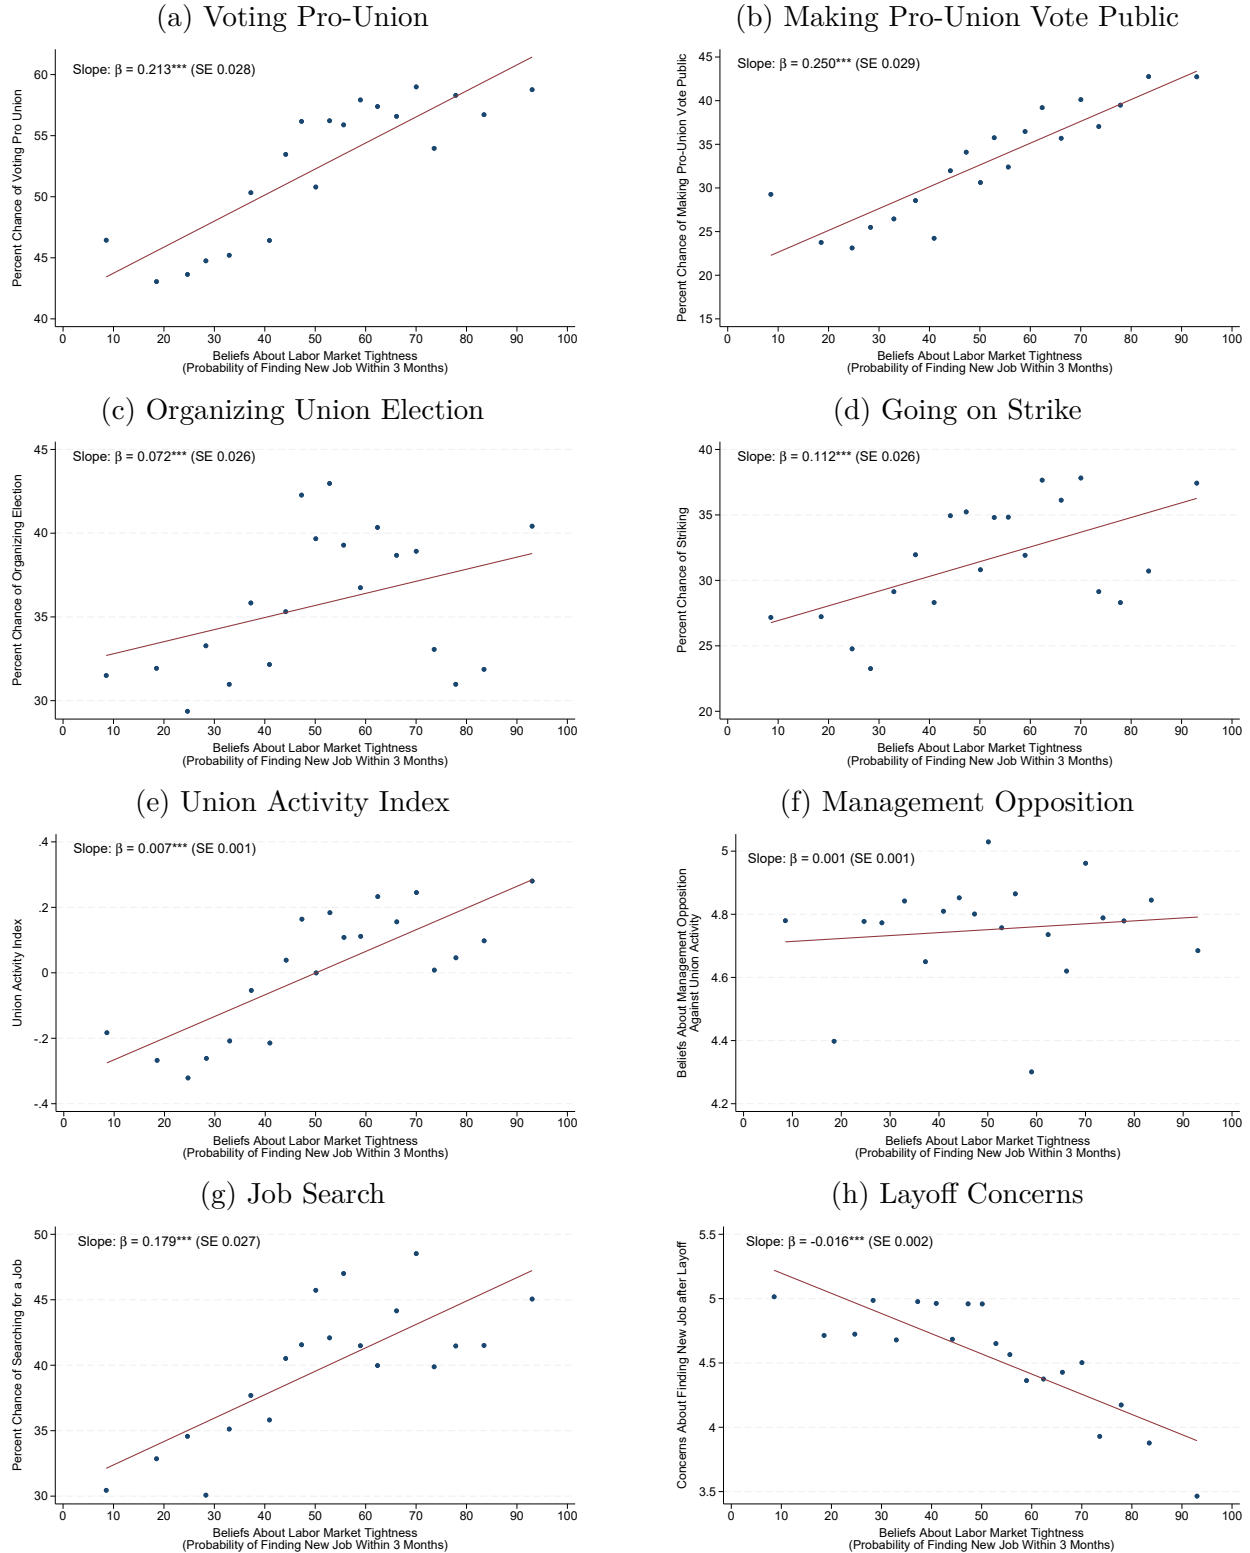 (a) Voting Pro-Union
Slope: β = 0.213*** (SE 0.028)
Percent Chance of Voting Pro Union
60
55
50
45
40
0 10 20 30 40 50 60 70 80 90 100
Beliefs About Labor Market Tightness
(Probability of Finding New Job Within 3 Months)
(b) Making Pro-Union Vote Public
Slope: β = 0.250*** (SE 0.029)
Percent Chance of Making Pro-Union Vote Public
45
40
35
30
25
20
15
0 10 20 30 40 50 60 70 80 90 100
Beliefs About Labor Market Tightness
(Probability of Finding New Job Within 3 Months)
(c) Organizing Union Election
Slope: β = 0.072*** (SE 0.026)
Percent Chance of Organizing Election
45
40
35
30
0 10 20 30 40 50 60 70 80 90 100
Beliefs About Labor Market Tightness
(Probability of Finding New Job Within 3 Months)
(d) Going on Strike
Slope: β = 0.112*** (SE 0.026)
Percent Chance of Striking
40
35
30
25
20
0 10 20 30 40 50 60 70 80 90 100
Beliefs About Labor Market Tightness
(Probability of Finding New Job Within 3 Months)
(e) Union Activity Index
Slope: β = 0.007*** (SE 0.001)
Union Activity Index
.4
.2
0
-.2
-.4
0 10 20 30 40 50 60 70 80 90 100
Beliefs About Labor Market Tightness
(Probability of Finding New Job Within 3 Months)
(f) Management Opposition
Slope: β = 0.001 (SE 0.001)
Beliefs About Management Opposition
Against Union Activity
5
4.8
4.6
4.4
4.2
0 10 20 30 40 50 60 70 80 90 100
Beliefs About Labor Market Tightness
(Probability of Finding New Job Within 3 Months)
(g) Job Search
Slope: β = 0.179*** (SE 0.027)
Percent Chance of Searching for a Job
50
45
40
35
30
0 10 20 30 40 50 60 70 80 90 100
Beliefs About Labor Market Tightness
(Probability of Finding New Job Within 3 Months)
(h) Layoff Concerns
Slope: β = -0.016*** (SE 0.002)
Concerns About Finding New Job after Layoff
5.5
5
4.5
4
3.5
0 10 20 30 40 50 60 70 80 90 100
Beliefs About Labor Market Tightness
(Probability of Finding New Job Within 3 Months)